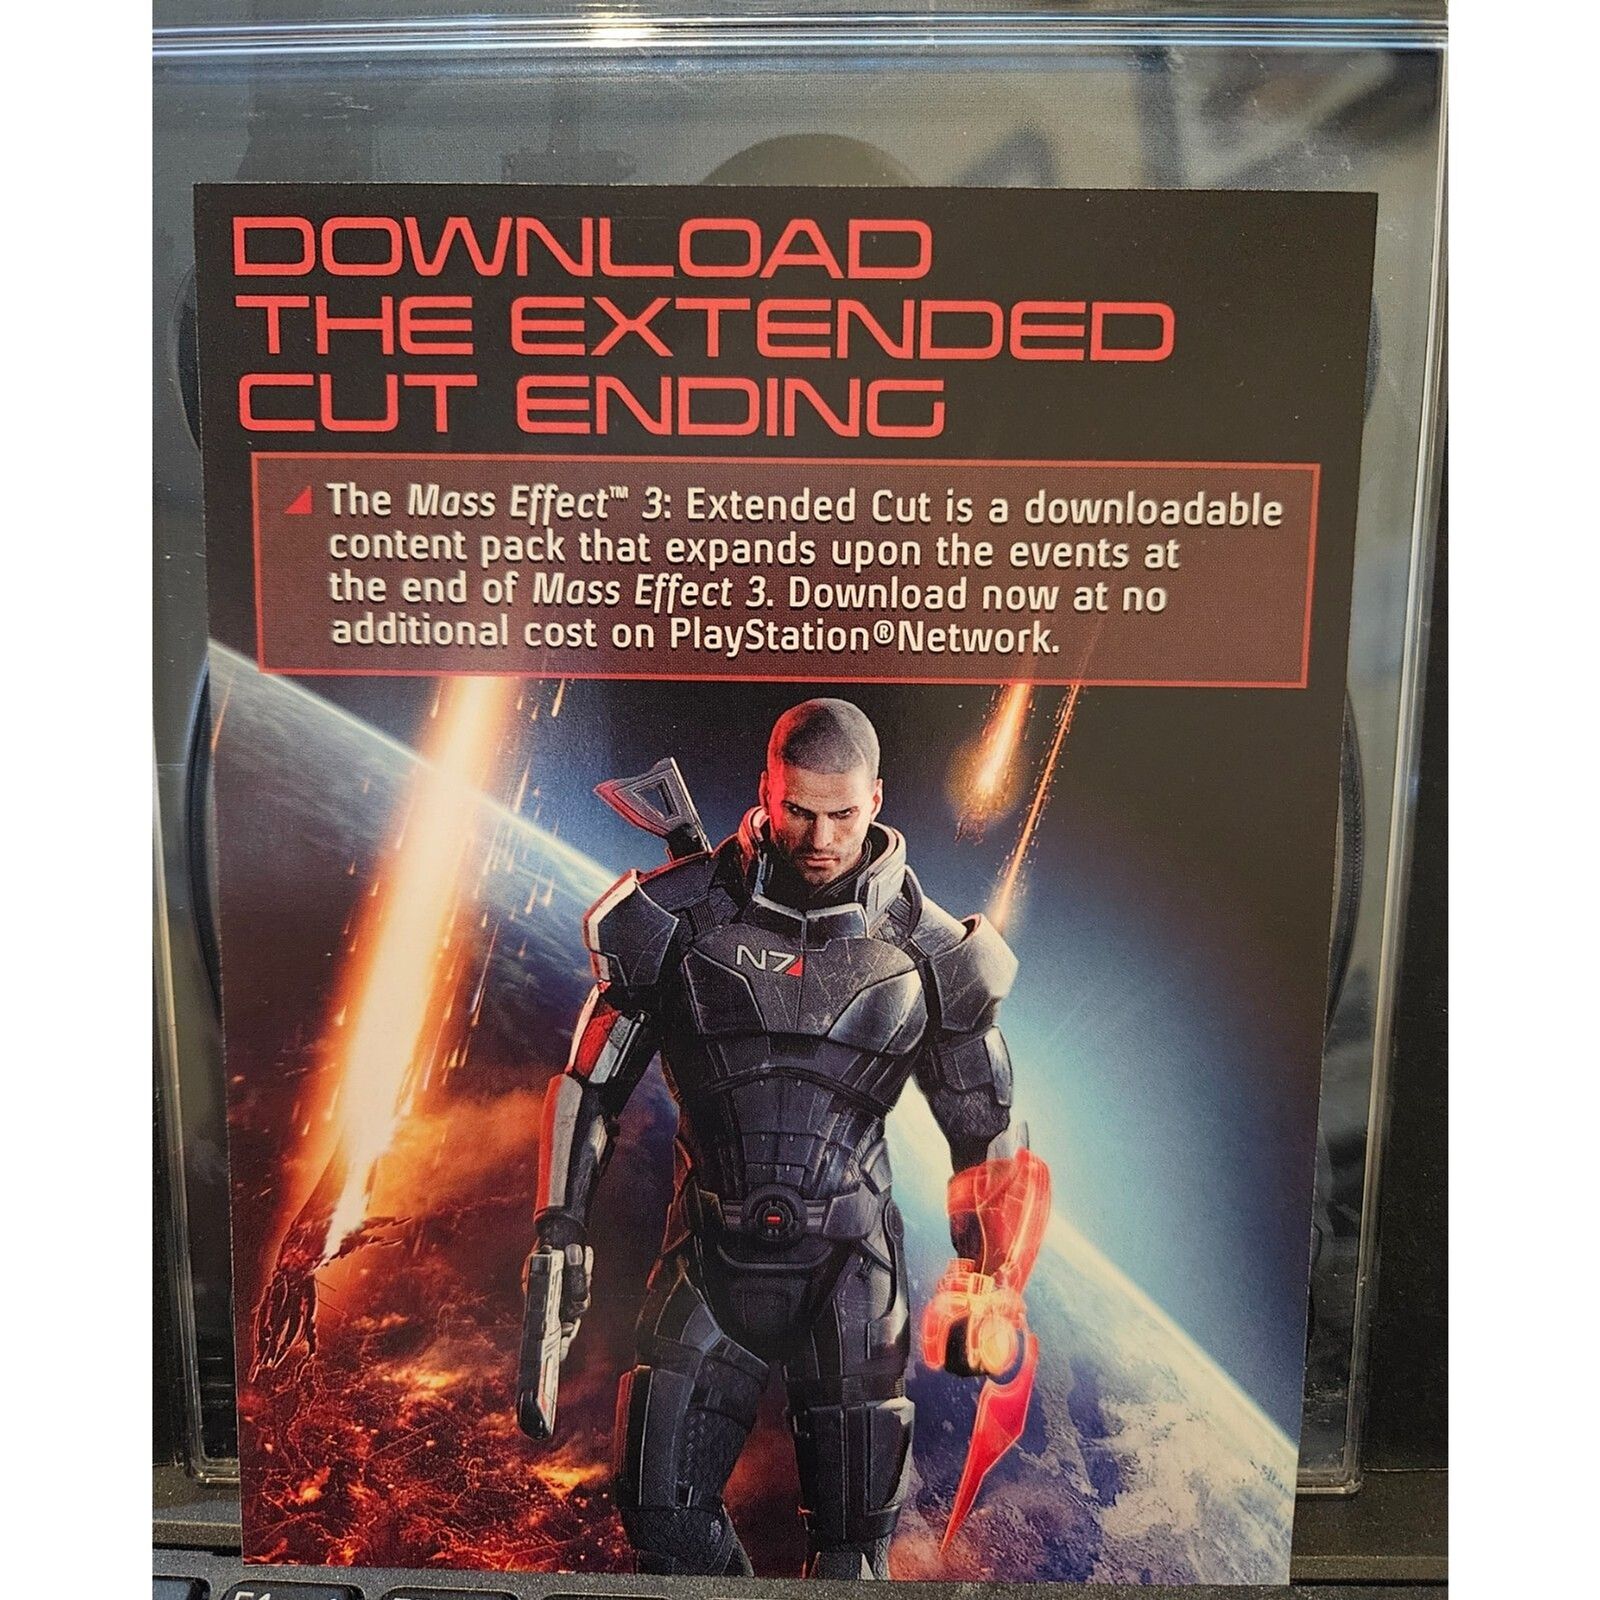 DOWNLOAD
THE EXTENDED
CUT ENDING
The Mass Effect™ 3: Extended Cut is a downloadable
content pack that expands upon the events at
the end of Mass Effect 3. Download now at no
additional cost on PlayStation®Network.
N7